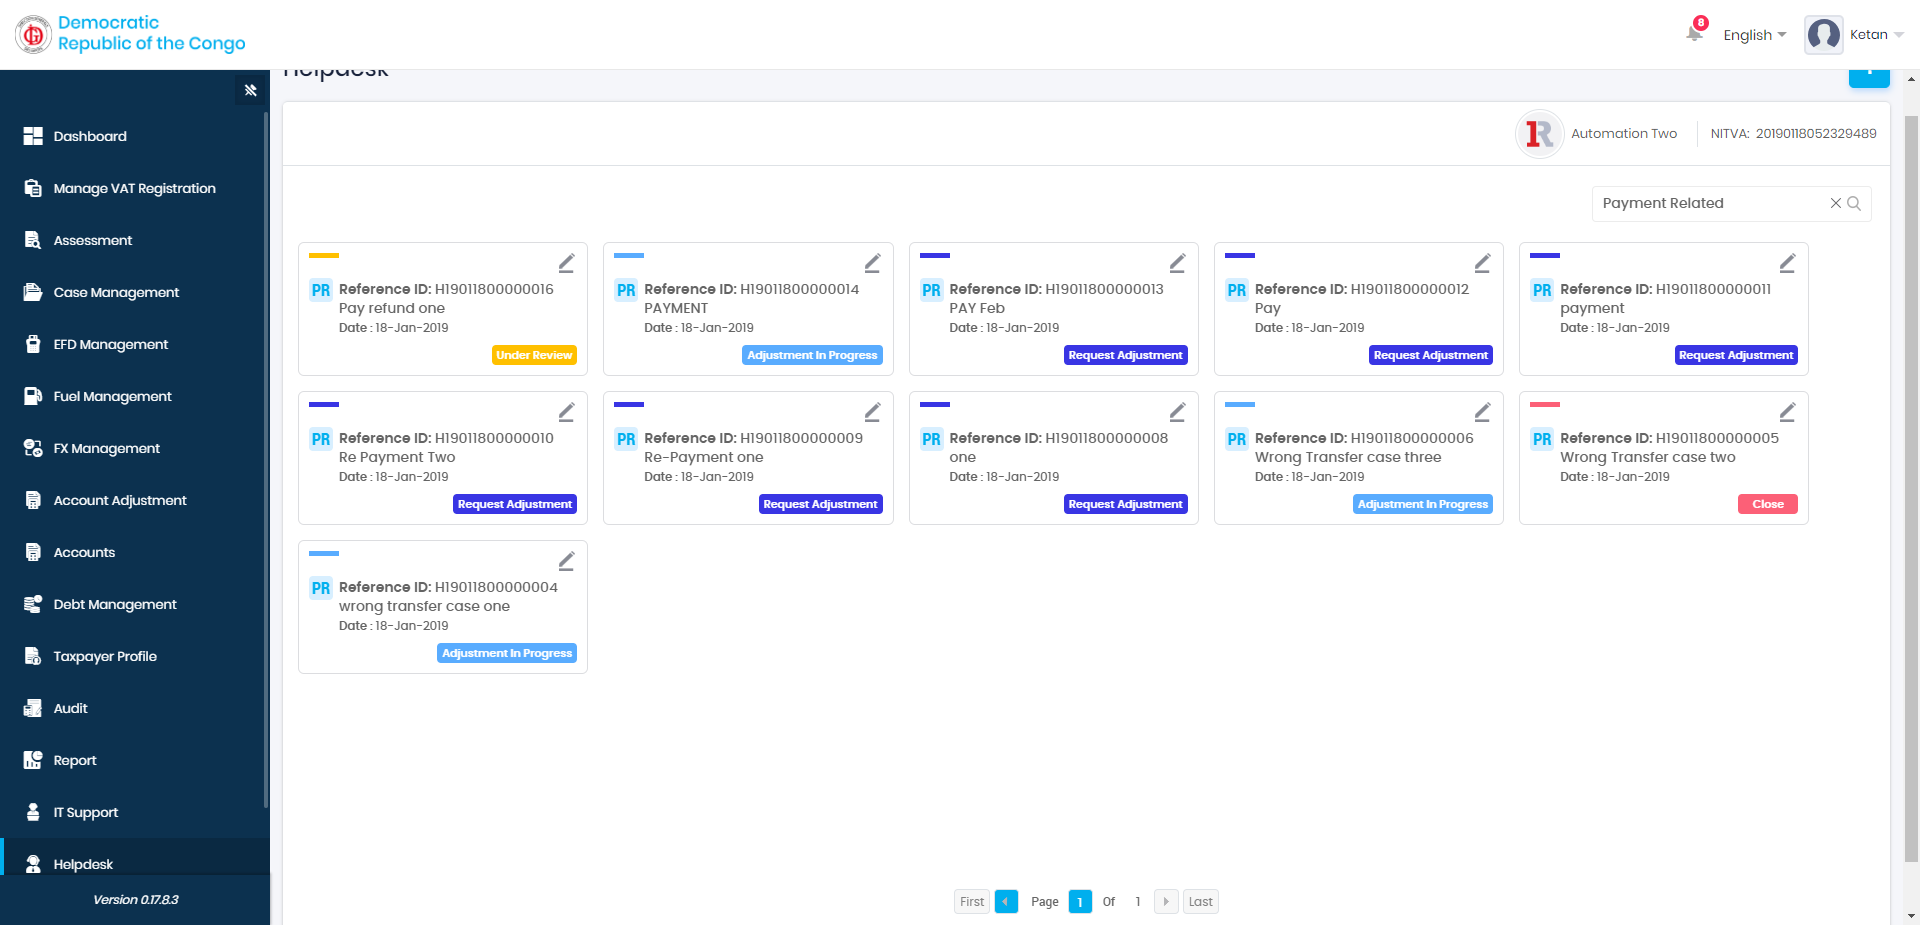 Democratic
Republic of the Congo
8
English
Ketan
Helpdesk
Dashboard
Manage VAT Registration
Assessment
Case Management
EFD Management
Fuel Management
FX Management
Account Adjustment
Accounts
Debt Management
Taxpayer Profile
Audit
Report
IT Support
Helpdesk
Version 0.17.8.3
Automation Two
NITVA: 20190118052329489
Payment Related
PR Reference ID: H19011800000016
Pay refund one
Date : 18-Jan-2019
Under Review
PR Reference ID: H19011800000014
PAYMENT
Date : 18-Jan-2019
Adjustment In Progress
PR Reference ID: H19011800000013
PAY Feb
Date : 18-Jan-2019
Request Adjustment
PR Reference ID: H19011800000012
Pay
Date : 18-Jan-2019
Request Adjustment
PR Reference ID: H19011800000011
payment
Date : 18-Jan-2019
Request Adjustment
PR Reference ID: H19011800000010
Re Payment Two
Date : 18-Jan-2019
Request Adjustment
PR Reference ID: H19011800000009
Re-Payment one
Date : 18-Jan-2019
Request Adjustment
PR Reference ID: H19011800000008
one
Date : 18-Jan-2019
Request Adjustment
PR Reference ID: H19011800000006
Wrong Transfer case three
Date : 18-Jan-2019
Adjustment In Progress
PR Reference ID: H19011800000005
Wrong Transfer case two
Date : 18-Jan-2019
Close
PR Reference ID: H19011800000004
wrong transfer case one
Date : 18-Jan-2019
Adjustment In Progress
First Page 1 Of 1 Last